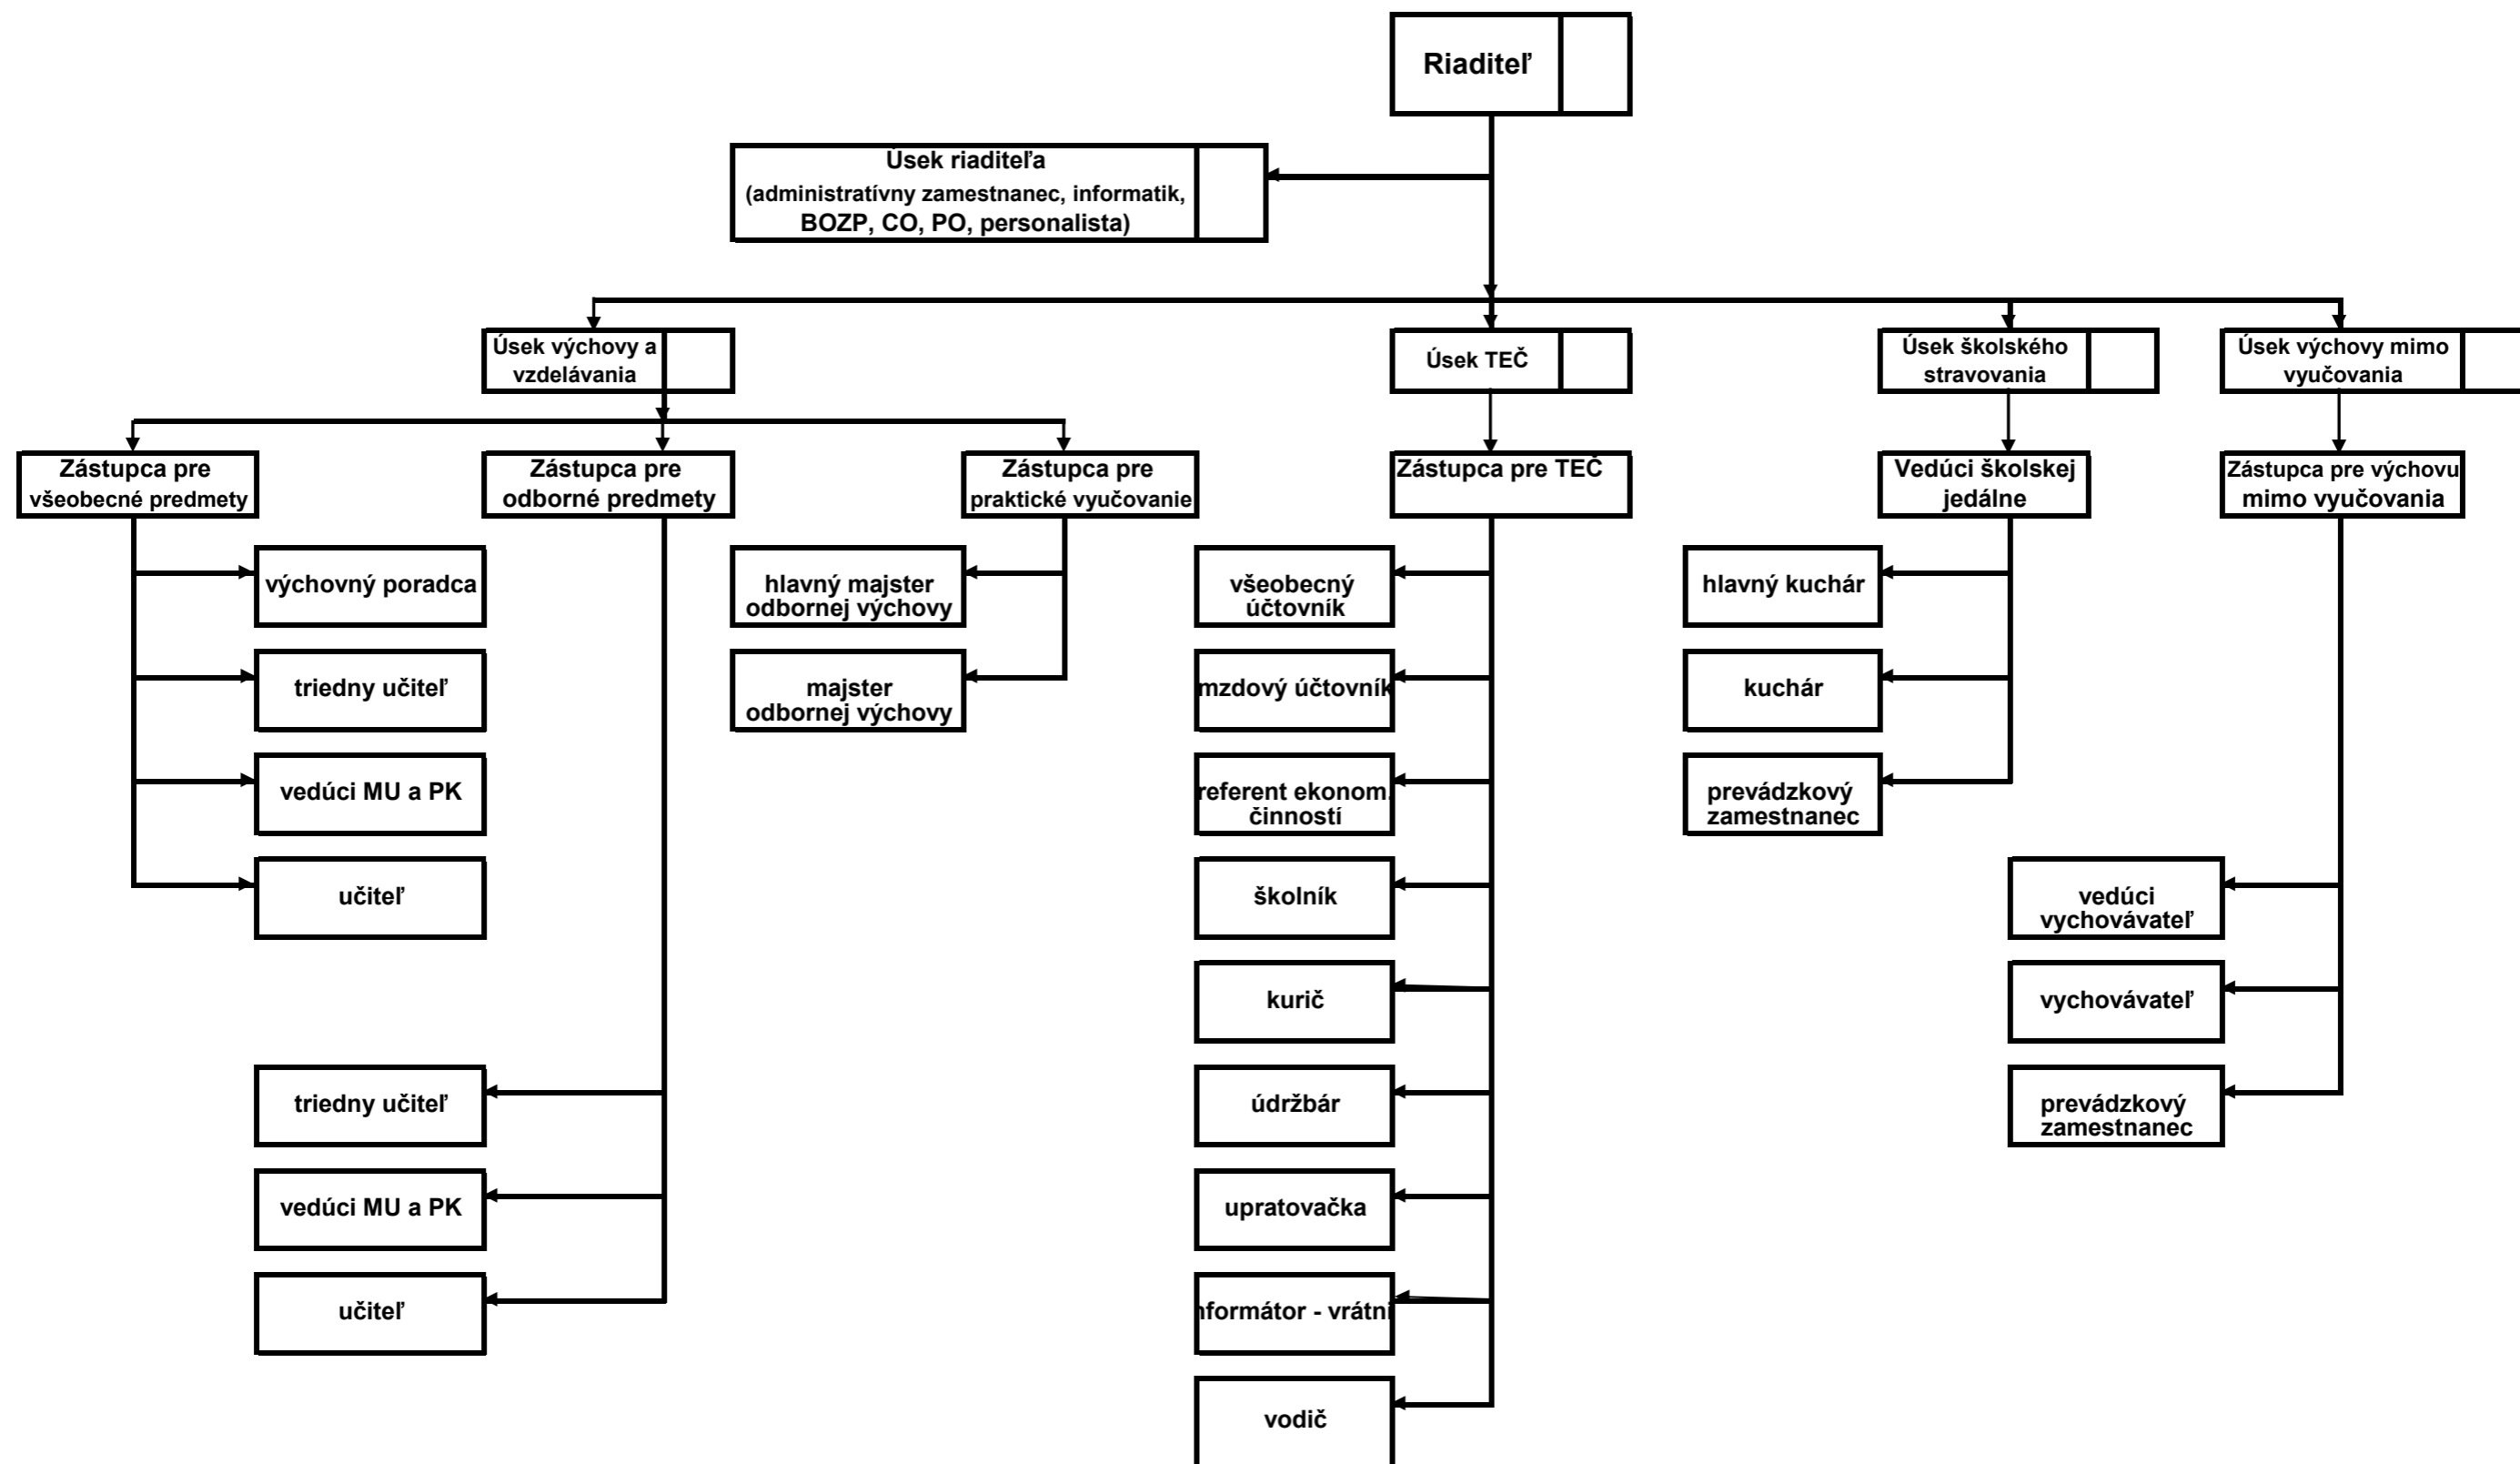 Riaditeľ
Úsek riaditeľa
(administratívny zamestnanec, informatik,
BOZP, CO, PO, personalista)
Úsek výchovy a
vzdelávania
Úsek TEČ
Úsek školského
stravovania
Úsek výchovy mimo
vyučovania
Zástupca pre
všeobecné predmety
Zástupca pre
odborné predmety
Zástupca pre
praktické vyučovanie
Zástupca pre TEČ
Vedúci školskej
jedálne
Zástupca pre výchovu
mimo vyučovania
výchovný poradca
triedny učiteľ
vedúci MU a PK
učiteľ
triedny učiteľ
vedúci MU a PK
učiteľ
hlavný majster
odbornej výchovy
majster
odbornej výchovy
všeobecný
účtovník
mzdový účtovník
referent ekonom.
činností
školník
kurič
údržbár
upratovačka
nformátor - vrátni
vodič
hlavný kuchár
kuchár
prevádzkový
zamestnanec
vedúci
vychovávateľ
vychovávateľ
prevádzkový
zamestnanec